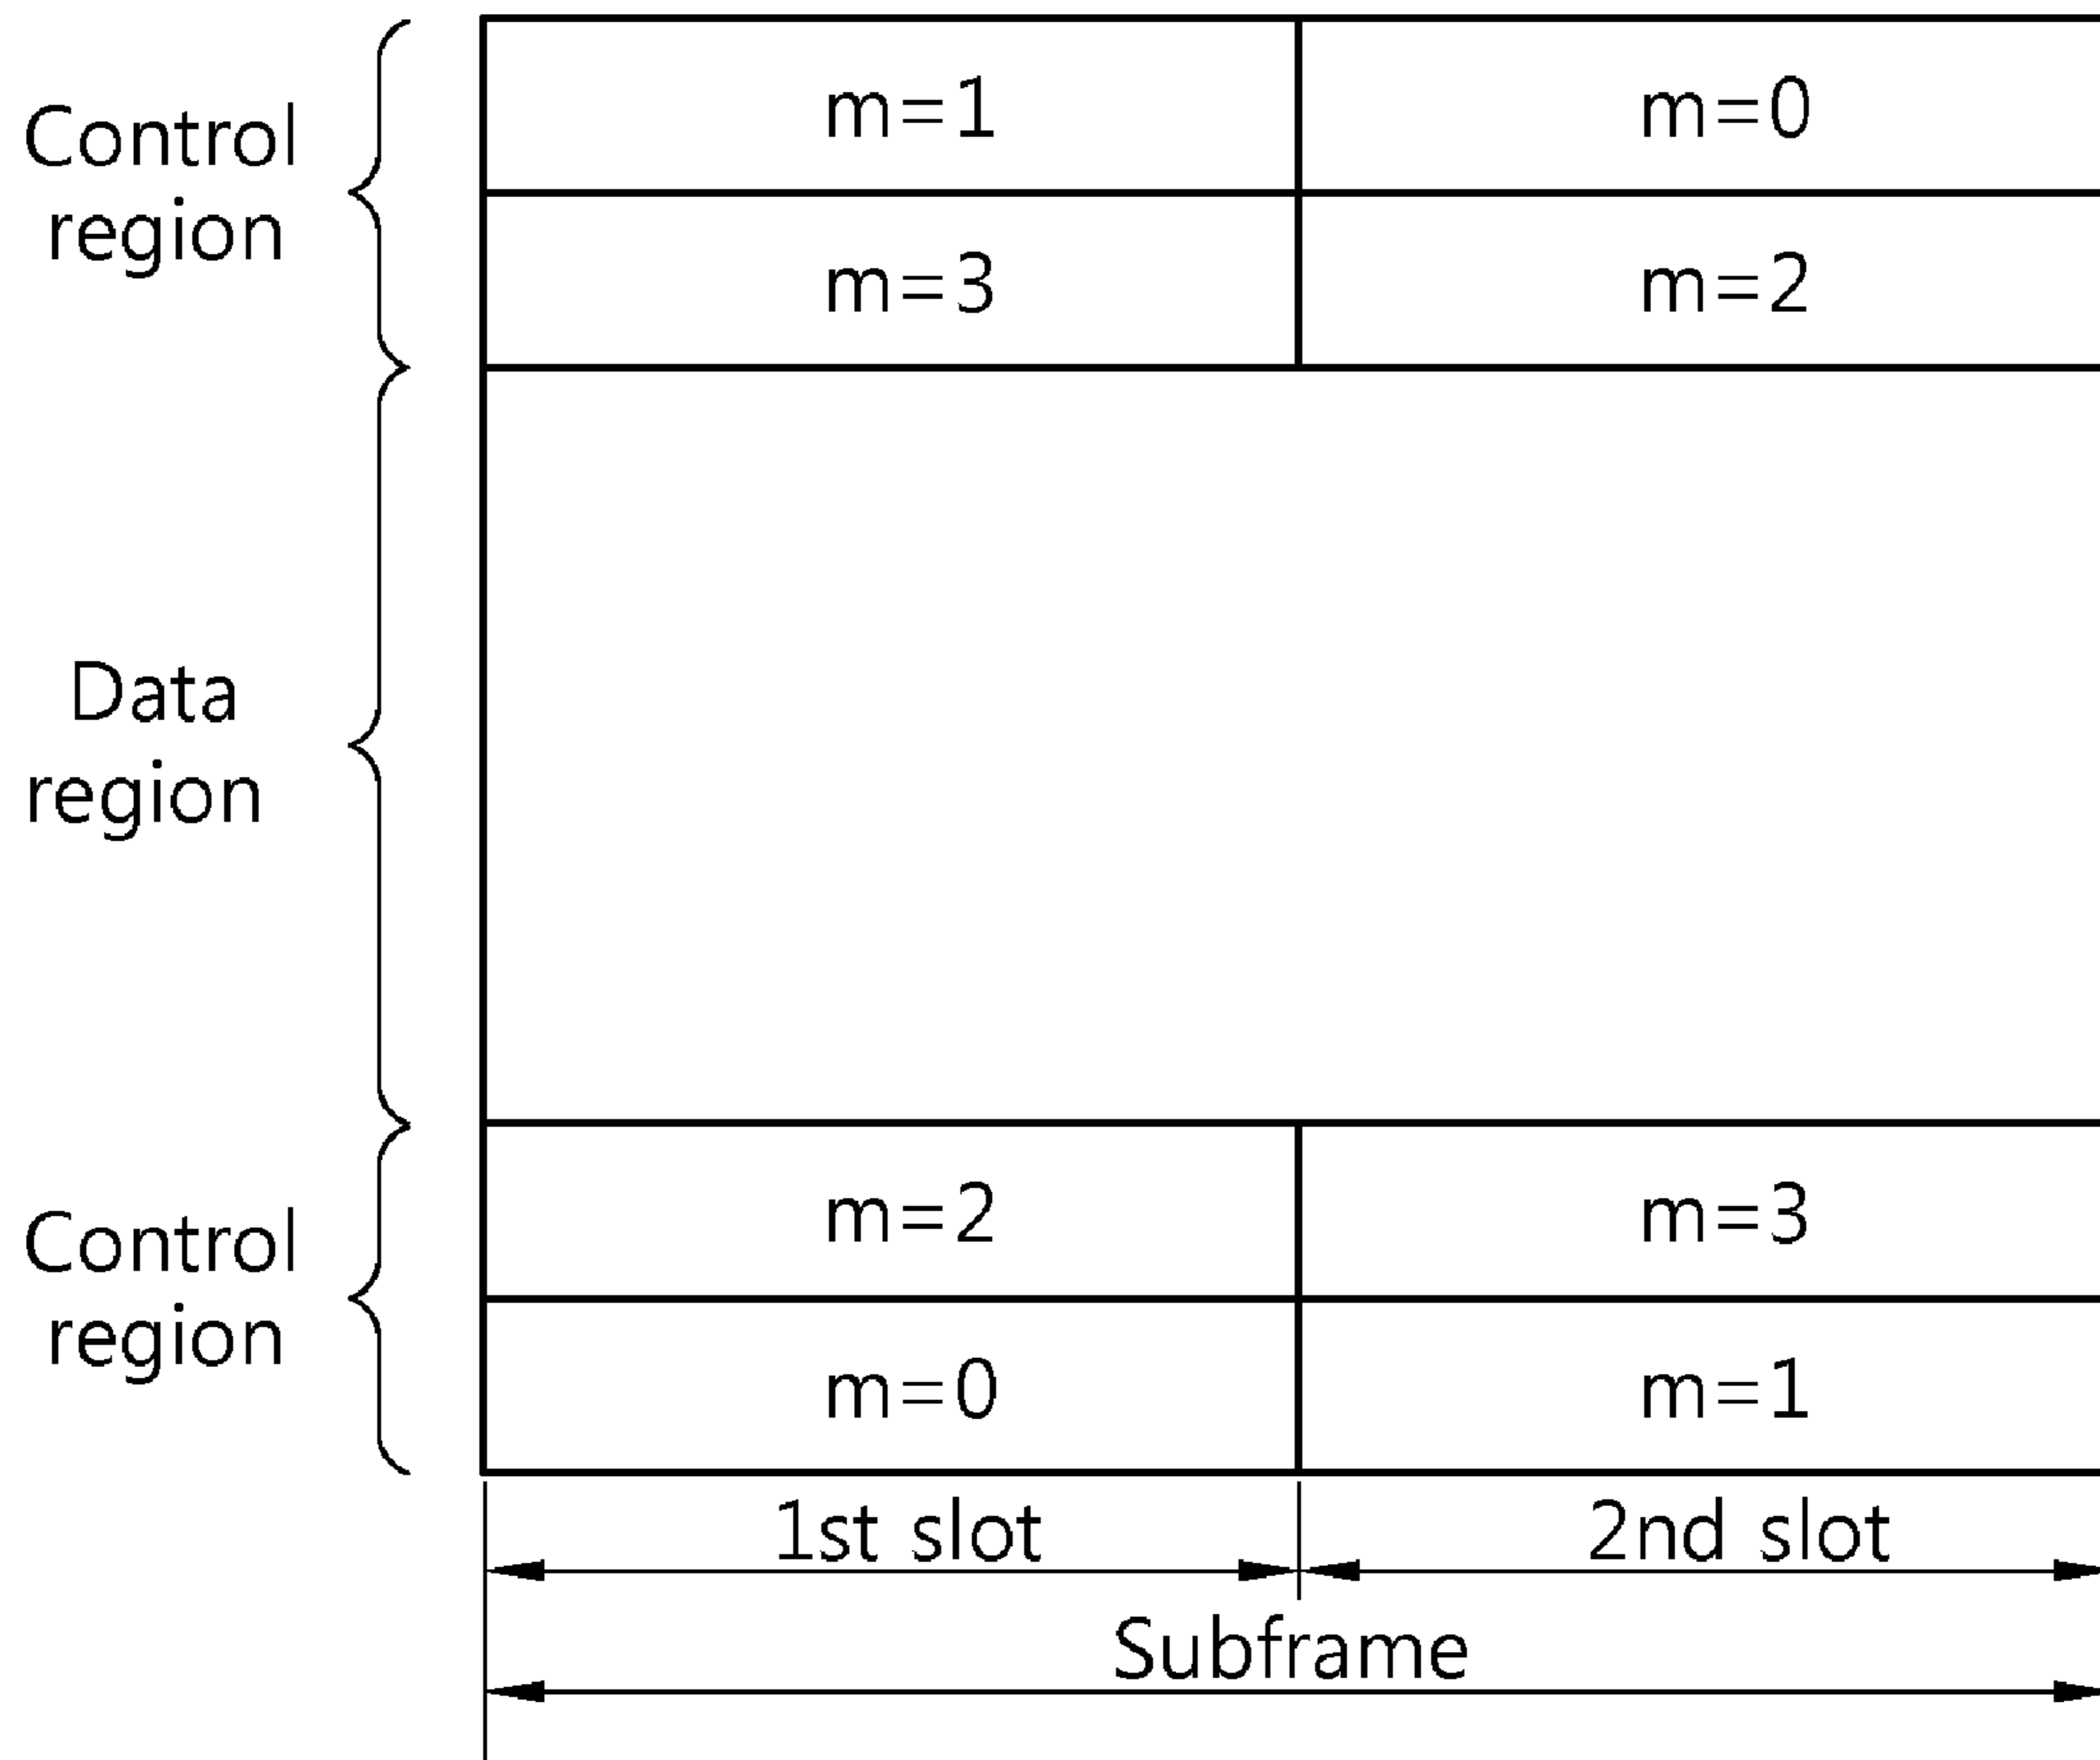 Control
region
m=1
m=0
m=3
m=2
Data
region
Control
region
m=2
m=3
m=0
m=1
1st slot
2nd slot
Subframe